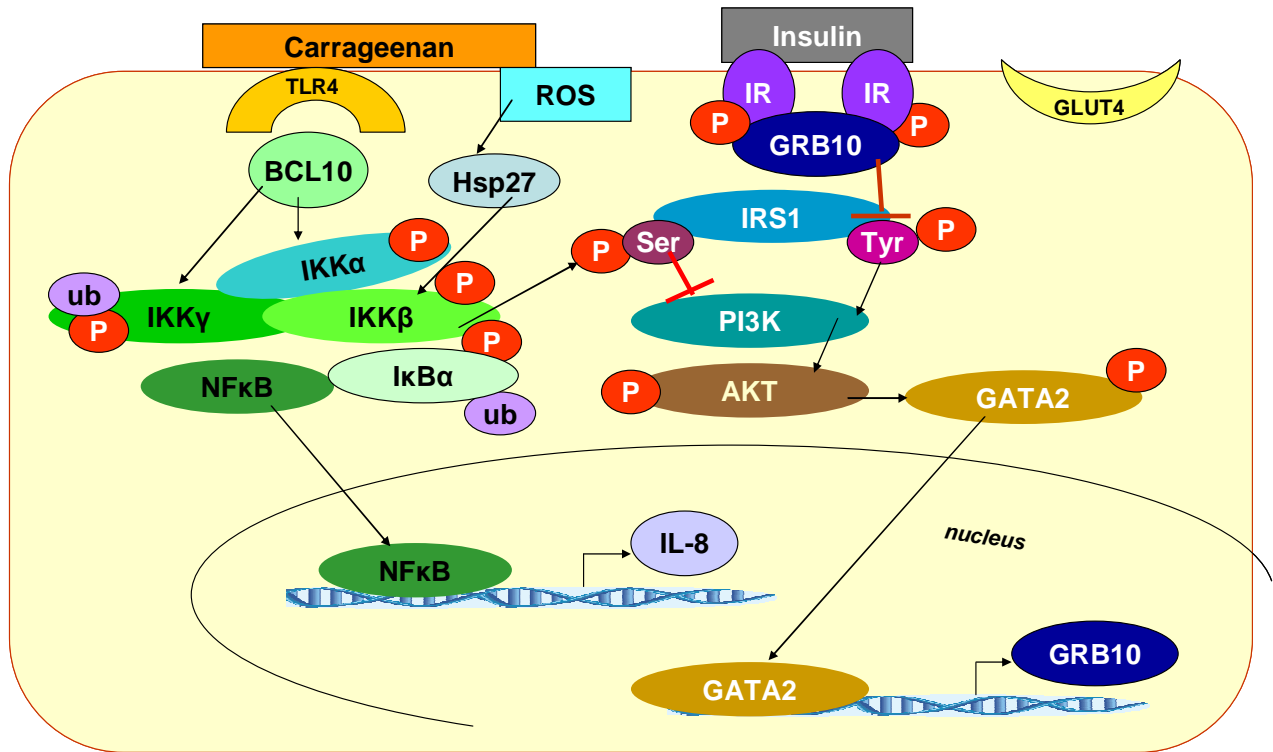 Carrageenan
TLR4
ROS
BCL10
Hsp27
Insulin
IR
IR
P
P
GRB10
GLUT4
IRS1
P
Ser
Tyr
P
IKKα
P
ub
P
IKKγ
IKKβ
P
P
NFκB
IκBα
ub
PI3K
P
AKT
GATA2
P
nucleus
NFκB
IL-8
GATA2
GRB10